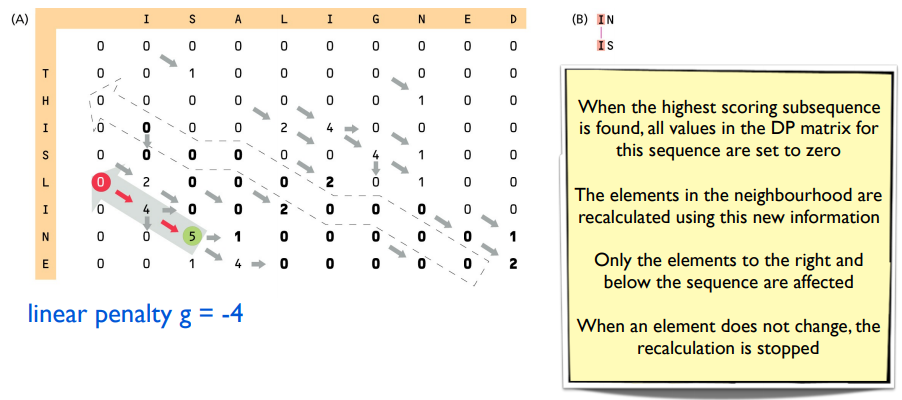 (A) I S A L I G N E D
0 0 0 0 0 0 0 0 0 0
T 0 0 1 0 0 0 0 0 0 0
H 0 0 0 0 0 0 0 1 0 0
I 0 0 0 0 2 4 0 0 0 0
S 0 0 0 0 0 0 4 1 0 0
L 0 2 0 0 0 2 0 1 0 0
I 0 4 0 0 2 0 0 0 0 0
N 0 0 5 1 0 0 0 0 0 1
E 0 0 1 4 0 0 0 0 0 2
linear penalty g = -4
(B) IN
IS
When the highest scoring subsequence
is found, all values in the DP matrix for
this sequence are set to zero
The elements in the neighbourhood are
recalculated using this new information
Only the elements to the right and
below the sequence are affected
When an element does not change, the
recalculation is stopped